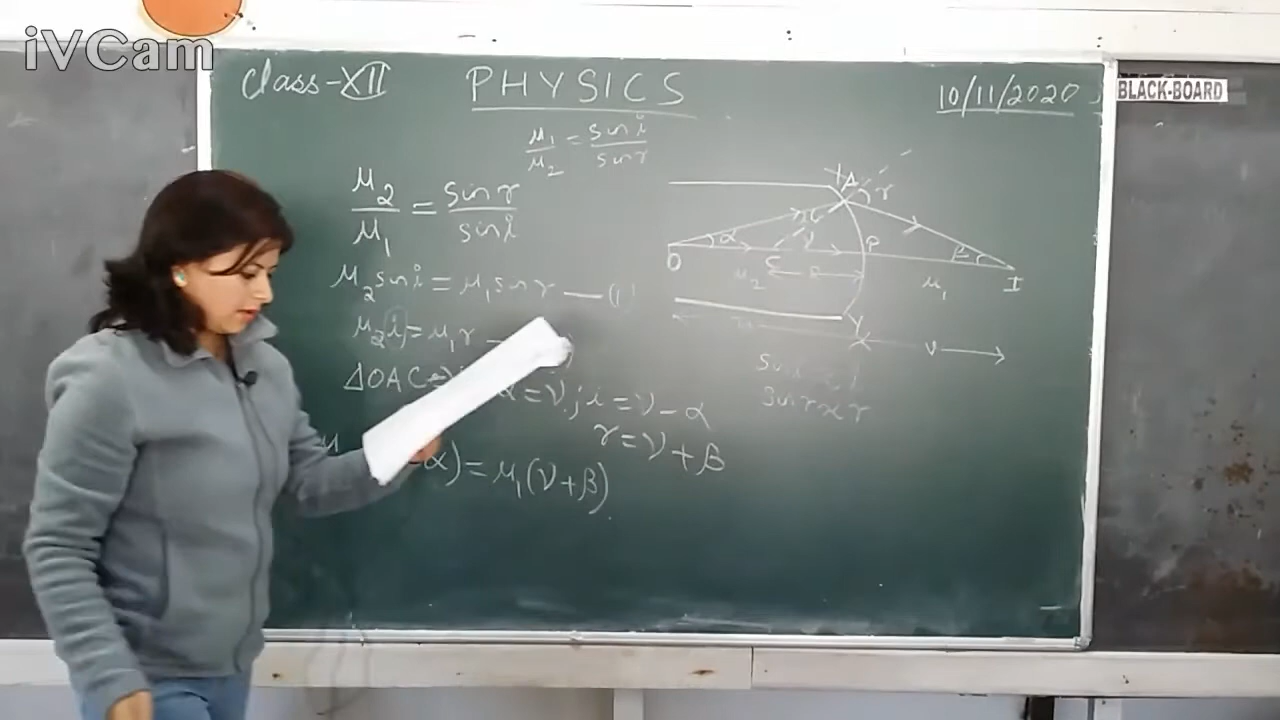 iVCam
Class-XII
PHYSICS
10/11/2020
BLACK-BOARD
μ₁/μ₂ = sin i/sin r
μ₂/μ₁ = sin r/sin i
μ₂ sin i = μ₁ sin r — (1)
μ₂ i = μ₁ r —
ΔOAC
α = ν ; i = ν - α
r = ν + β
α) = μ₁(ν + β)
X A r
i
O α C ν P β I
μ₂ R μ₁
Y
ν
sin r ∝ r